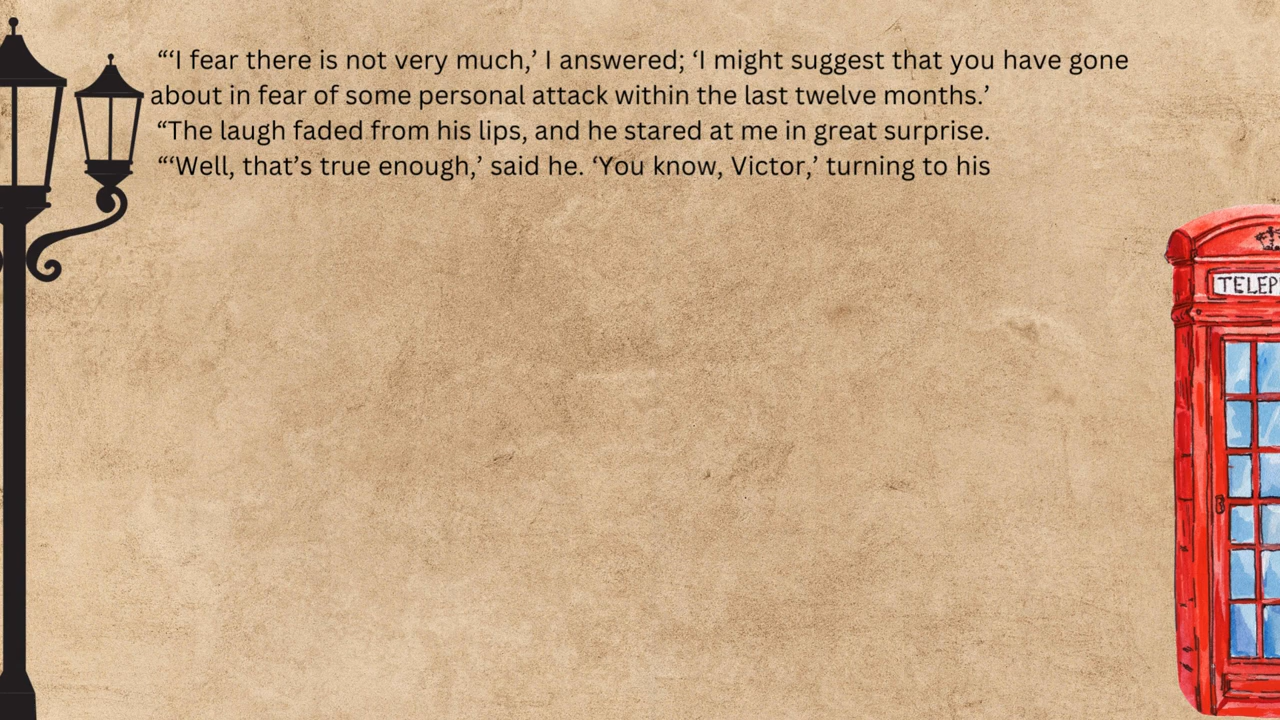 “‘I fear there is not very much,’ I answered; ‘I might suggest that you have gone
about in fear of some personal attack within the last twelve months.’
“The laugh faded from his lips, and he stared at me in great surprise.
“‘Well, that’s true enough,’ said he. ‘You know, Victor,’ turning to his
TELEP